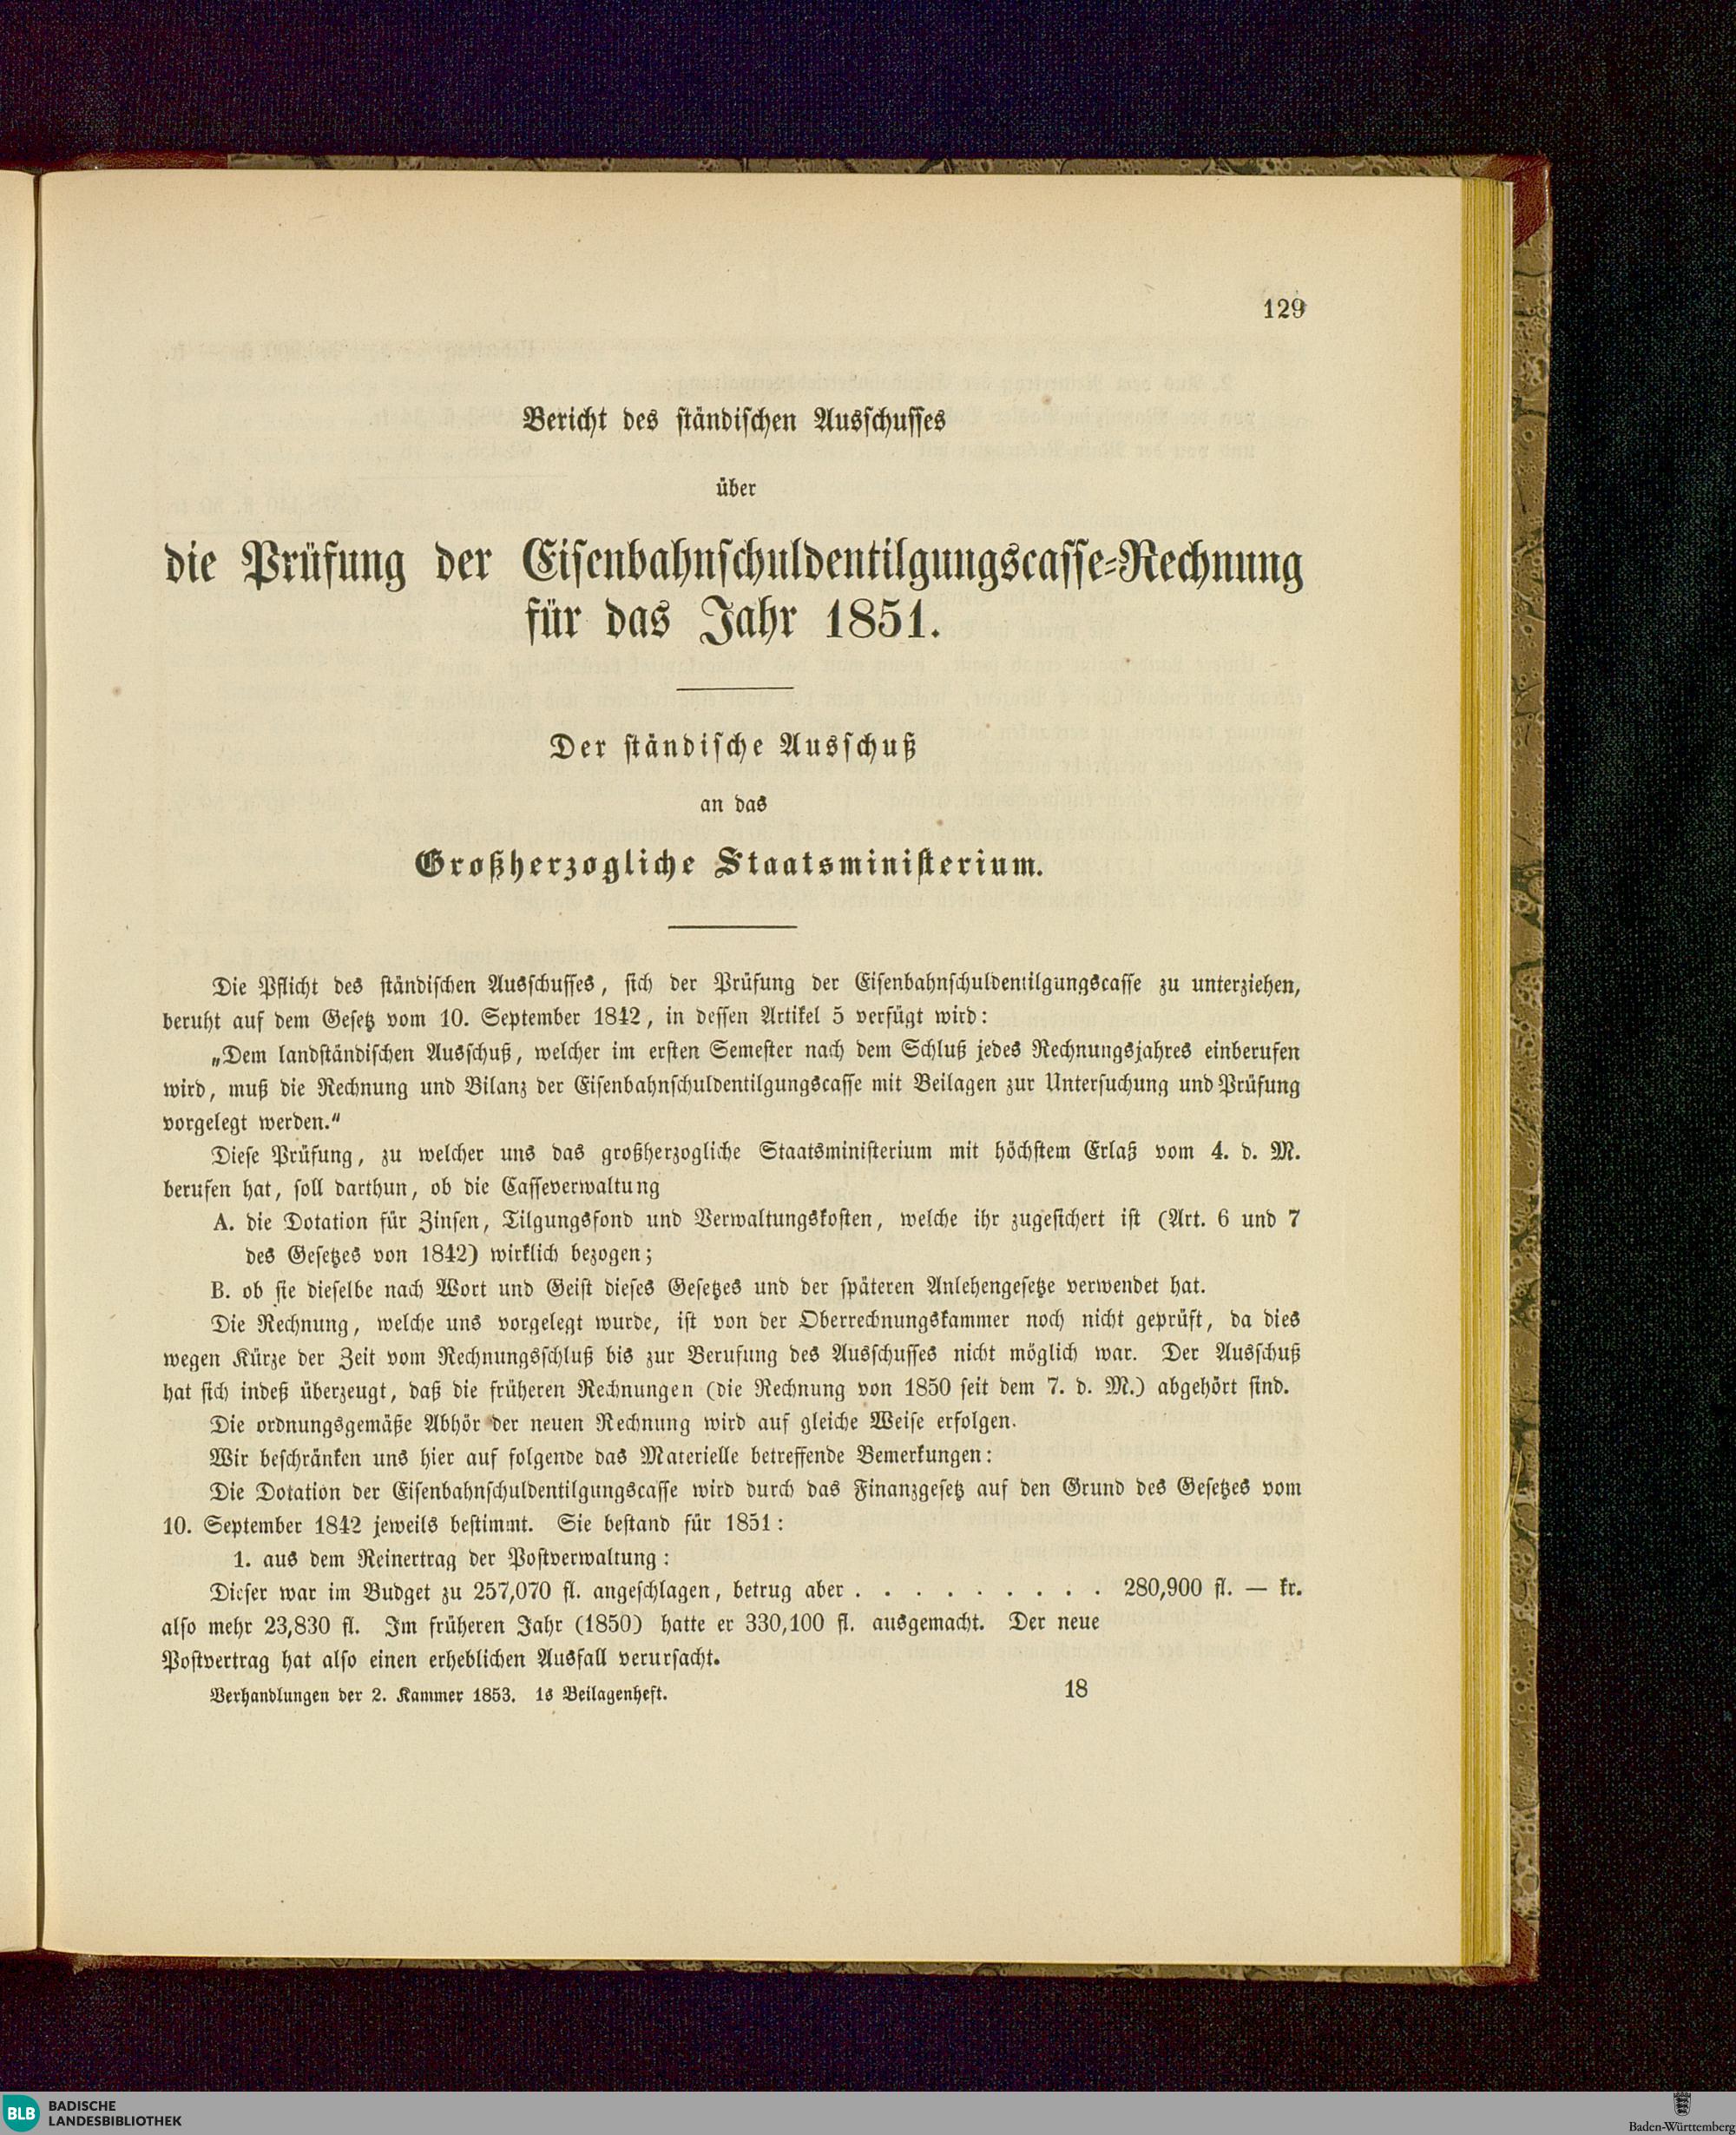 129
Bericht des ständischen Ausschusses
über
die Prüfung der Eisenbahnschuldentilgungscasse-Rechnung
für das Jahr 1851.
Der ständische Ausschuß
an das
Großherzogliche Staatsministerium.
Die Pflicht des ständischen Ausschusses, sich der Prüfung der Eisenbahnschuldentilgungscasse zu unterziehen,
beruht auf dem Gesetz vom 10. September 1842, in dessen Artikel 5 verfügt wird:
„Dem landständischen Ausschuß, welcher im ersten Semester nach dem Schluß jedes Rechnungsjahres einberufen
wird, muß die Rechnung und Bilanz der Eisenbahnschuldentilgungscasse mit Beilagen zur Untersuchung und Prüfung
vorgelegt werden.“
Diese Prüfung, zu welcher uns das großherzogliche Staatsministerium mit höchstem Erlaß vom 4. d. M.
berufen hat, soll darthun, ob die Casseverwaltung
A. die Dotation für Zinsen, Tilgungsfond und Verwaltungskosten, welche ihr zugesichert ist (Art. 6 und 7
des Gesetzes von 1842) wirklich bezogen;
B. ob sie dieselbe nach Wort und Geist dieses Gesetzes und der späteren Anlehengesetze verwendet hat.
Die Rechnung, welche uns vorgelegt wurde, ist von der Oberrechnungskammer noch nicht geprüft, da dies
wegen Kürze der Zeit vom Rechnungsschluß bis zur Berufung des Ausschusses nicht möglich war. Der Ausschuß
hat sich indeß überzeugt, daß die früheren Rechnungen (die Rechnung von 1850 seit dem 7. d. M.) abgehört sind.
Die ordnungsgemäße Abhör der neuen Rechnung wird auf gleiche Weise erfolgen.
Wir beschränken uns hier auf folgende das Materielle betreffende Bemerkungen:
Die Dotation der Eisenbahnschuldentilgungscasse wird durch das Finanzgesetz auf den Grund des Gesetzes vom
10. September 1842 jeweils bestimmt. Sie bestand für 1851:
1. aus dem Reinertrag der Postverwaltung:
Dieser war im Budget zu 257,070 fl. angeschlagen, betrug aber . . . . . . . . . 280,900 fl. — kr.
also mehr 23,830 fl. Im früheren Jahr (1850) hatte er 330,100 fl. ausgemacht. Der neue
Postvertrag hat also einen erheblichen Ausfall verursacht.
Verhandlungen der 2. Kammer 1853. 1s Beilagenheft. 18
BLB BADISCHE
LANDESBIBLIOTHEK
Baden-Württemberg